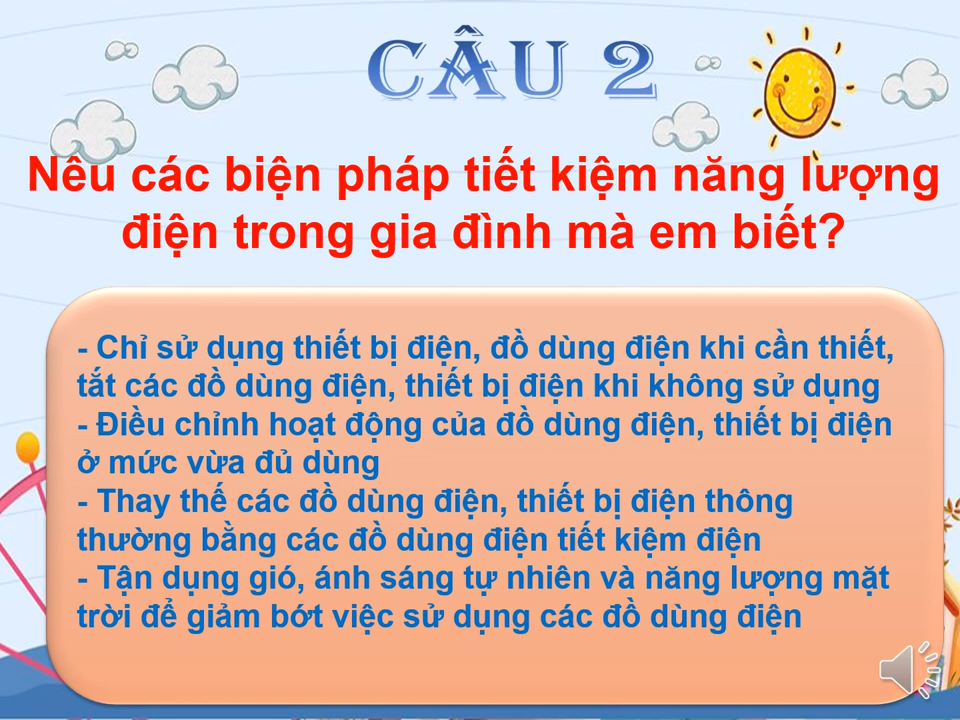 CÂU 2
Nêu các biện pháp tiết kiệm năng lượng
điện trong gia đình mà em biết?
- Chỉ sử dụng thiết bị điện, đồ dùng điện khi cần thiết,
tắt các đồ dùng điện, thiết bị điện khi không sử dụng
- Điều chỉnh hoạt động của đồ dùng điện, thiết bị điện
ở mức vừa đủ dùng
- Thay thế các đồ dùng điện, thiết bị điện thông
thường bằng các đồ dùng điện tiết kiệm điện
- Tận dụng gió, ánh sáng tự nhiên và năng lượng mặt
trời để giảm bớt việc sử dụng các đồ dùng điện